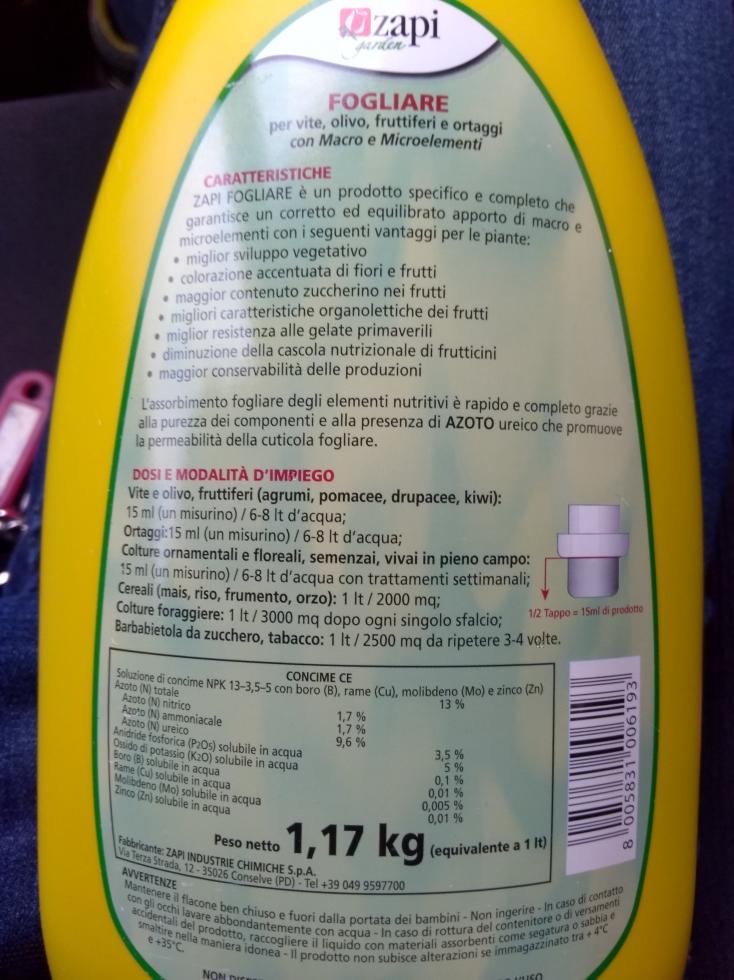 zapi
garden
FOGLIARE
per vite, olivo, fruttiferi e ortaggi
con Macro e Microelementi
CARATTERISTICHE
ZAPI FOGLIARE è un prodotto specifico e completo che
garantisce un corretto ed equilibrato apporto di macro e
microelementi con i seguenti vantaggi per le piante:
• miglior sviluppo vegetativo
• colorazione accentuata di fiori e frutti
• maggior contenuto zuccherino nei frutti
• migliori caratteristiche organolettiche dei frutti
• miglior resistenza alle gelate primaverili
• diminuzione della cascola nutrizionale di frutticini
• maggior conservabilità delle produzioni
L'assorbimento fogliare degli elementi nutritivi è rapido e completo grazie
alla purezza dei componenti e alla presenza di AZOTO ureico che promuove
la permeabilità della cuticola fogliare.
DOSI E MODALITÀ D'IMPIEGO
Vite e olivo, fruttiferi (agrumi, pomacee, drupacee, kiwi):
15 ml (un misurino) / 6-8 lt d'acqua;
Ortaggi:15 ml (un misurino) / 6-8 lt d'acqua;
Colture ornamentali e floreali, semenzai, vivai in pieno campo:
15 ml (un misurino) / 6-8 lt d'acqua con trattamenti settimanali;
Cereali (mais, riso, frumento, orzo): 1 lt / 2000 mq;
Colture foraggiere: 1 lt / 3000 mq dopo ogni singolo sfalcio;
Barbabietola da zucchero, tabacco: 1 lt / 2500 mq da ripetere 3-4 volte.
1/2 Tappo = 15ml di prodotto
CONCIME CE
Soluzione di concime NPK 13–3,5–5 con boro (B), rame (Cu), molibdeno (Mo) e zinco (Zn)
Azoto (N) totale 13 %
Azoto (N) nitrico 1,7 %
Azoto (N) ammoniacale 1,7 %
Azoto (N) ureico 9,6 %
Anidride fosforica (P2O5) solubile in acqua 3,5 %
Ossido di potassio (K2O) solubile in acqua 5 %
Boro (B) solubile in acqua 0,1 %
Rame (Cu) solubile in acqua 0,01 %
Molibdeno (Mo) solubile in acqua 0,005 %
Zinco (Zn) solubile in acqua 0,01 %
Peso netto 1,17 kg (equivalente a 1 lt)
Fabbricante: ZAPI INDUSTRIE CHIMICHE S.p.A.
Via Terza Strada, 12 - 35026 Conselve (PD) - Tel +39 049 9597700
8 005831 006193
AVVERTENZE
Mantenere il flacone ben chiuso e fuori dalla portata dei bambini - Non ingerire - In caso di contatto
con gli occhi lavare abbondantemente con acqua - In caso di rottura del contenitore o di versamenti
accidentali del prodotto, raccogliere il liquido con materiali assorbenti come segatura o sabbia e
smaltire nella maniera idonea - Il prodotto non subisce alterazioni se immagazzinato tra + 4°C
e +35°C.
NON